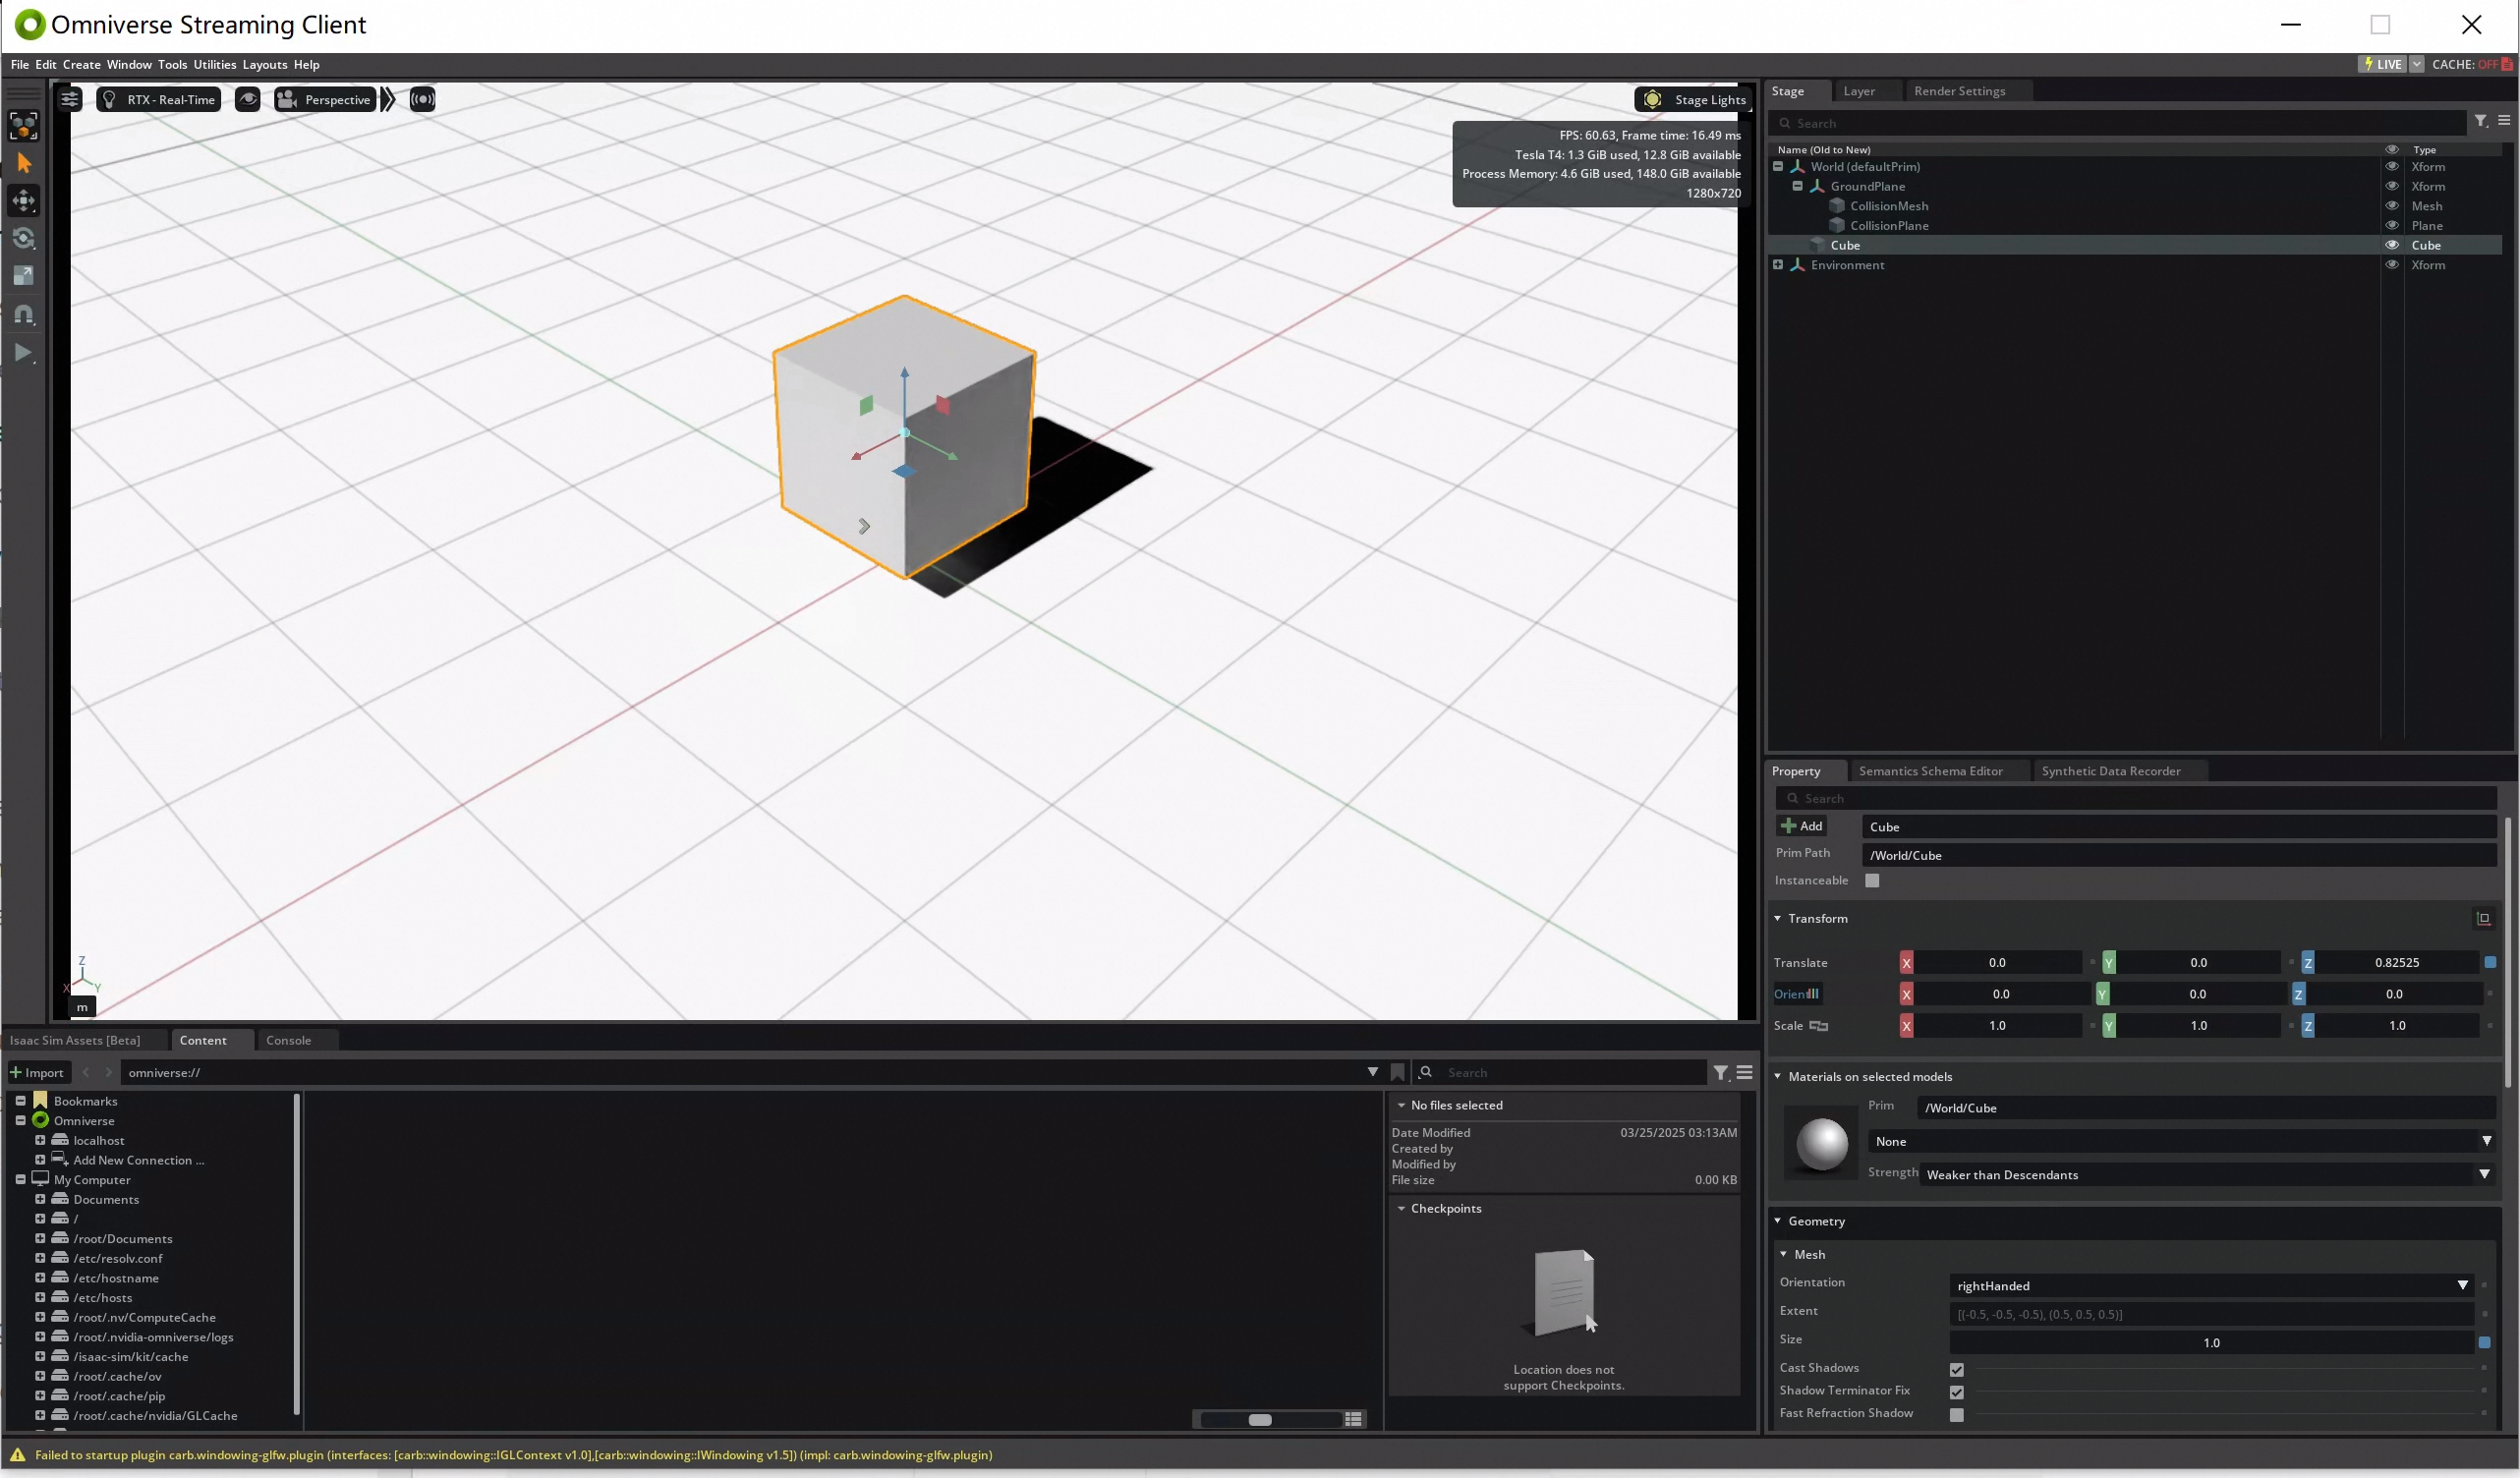 Omniverse Streaming Client
File Edit Create Window Tools Utilities Layouts Help
LIVE CACHE: OFF
RTX - Real-Time
Perspective
Stage Lights
FPS: 60.63, Frame time: 16.49 ms
Tesla T4: 1.3 GiB used, 12.8 GiB available
Process Memory: 4.6 GiB used, 148.0 GiB available
1280x720
Z
X Y
m
Stage Layer Render Settings
Search
Name (Old to New) Type
World (defaultPrim) Xform
GroundPlane Xform
CollisionMesh Mesh
CollisionPlane Plane
Cube Cube
Environment Xform
Property Semantics Schema Editor Synthetic Data Recorder
Search
Add Cube
Prim Path /World/Cube
Instanceable
Transform
Translate X 0.0 Y 0.0 Z 0.82525
Orien X 0.0 Y 0.0 Z 0.0
Scale X 1.0 Y 1.0 Z 1.0
Materials on selected models
Prim /World/Cube
None
Strength Weaker than Descendants
Geometry
Mesh
Orientation rightHanded
Extent [(-0.5, -0.5, -0.5), (0.5, 0.5, 0.5)]
Size 1.0
Cast Shadows
Shadow Terminator Fix
Fast Refraction Shadow
Isaac Sim Assets [Beta] Content Console
Import omniverse:// Search
Bookmarks
Omniverse
localhost
Add New Connection ...
My Computer
Documents
/
/root/Documents
/etc/resolv.conf
/etc/hostname
/etc/hosts
/root/.nv/ComputeCache
/root/.nvidia-omniverse/logs
/isaac-sim/kit/cache
/root/.cache/ov
/root/.cache/pip
/root/.cache/nvidia/GLCache
No files selected
Date Modified 03/25/2025 03:13AM
Created by
Modified by
File size 0.00 KB
Checkpoints
Location does not
support Checkpoints.
Failed to startup plugin carb.windowing-glfw.plugin (interfaces: [carb::windowing::IGLContext v1.0],[carb::windowing::IWindowing v1.5]) (impl: carb.windowing-glfw.plugin)